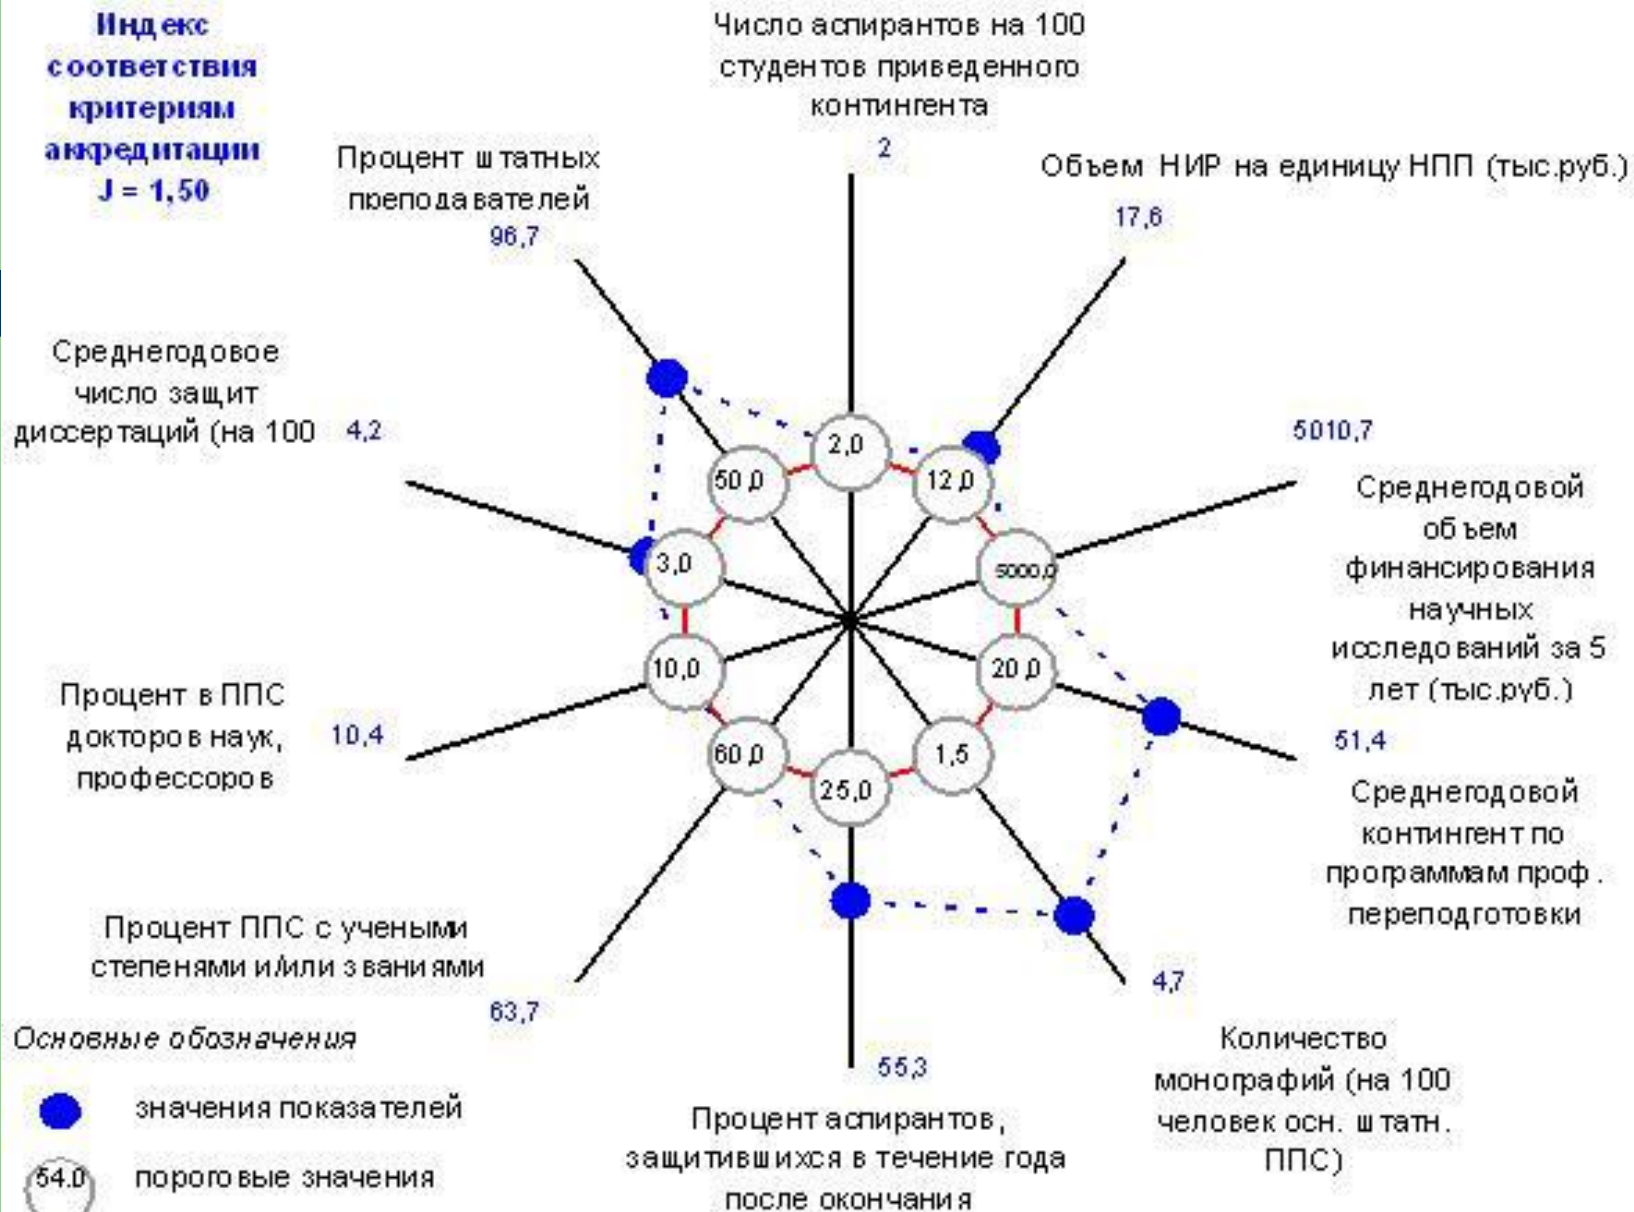 Индекс
соответствия
критериям
аккредитации
J = 1,50
Число аспирантов на 100
студентов приведенного
контингента
2
Объем НИР на единицу НПП (тыс.руб.)
17,6
5010,7
Среднегодовой
объем
финансирования
научных
исследований за 5
лет (тыс.руб.)
51,4
Среднегодовой
контингент по
программам проф.
переподготовки
4,7
Количество
монографий (на 100
человек осн. штатн.
ППС)
55,3
Процент аспирантов,
защитившихся в течение года
после окончания
Процент ППС с учеными
степенями и/или званиями
63,7
Процент в ППС
докторов наук,
профессоров
10,4
Среднегодовое
число защит
диссертаций (на 100
4,2
Процент штатных
преподавателей
96,7
2,0
12,0
5000,0
20,0
1,5
25,0
60,0
10,0
3,0
50,0
Основные обозначения
значения показателей
54.0
пороговые значения